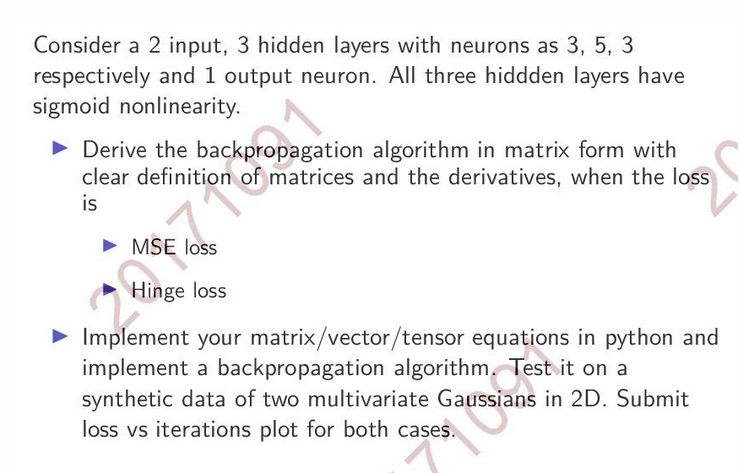 Consider a 2 input, 3 hidden layers with neurons as 3, 5, 3
respectively and 1 output neuron. All three hiddden layers have
sigmoid nonlinearity.
Derive the backpropagation algorithm in matrix form with
clear definition of matrices and the derivatives, when the loss
is
MSE loss
Hinge loss
Implement your matrix/vector/tensor equations in python and
implement a backpropagation algorithm. Test it on a
synthetic data of two multivariate Gaussians in 2D. Submit
loss vs iterations plot for both cases.
20171091
20
71091